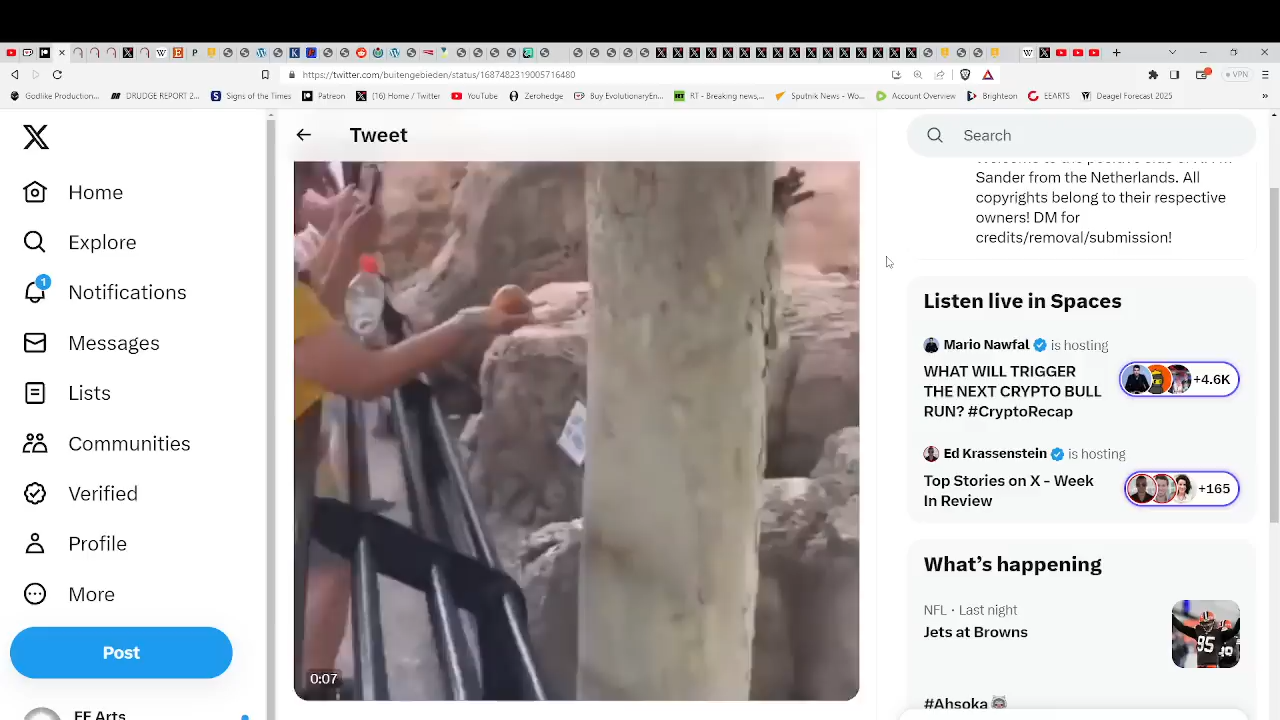 https://twitter.com/buitengebieden/status/1687482319005716480
VPN
Godlike Production...
DRUDGE REPORT 2...
Signs of the Times
Patreon
(16) Home / Twitter
YouTube
Zerohedge
Buy EvolutionaryEn...
RT - Breaking news,...
Sputnik News - Wo...
Account Overview
Brighteon
EEARTS
Deagel Forecast 2025
»
Tweet
Search
Home
Explore
1
Notifications
Messages
Lists
Communities
Verified
Profile
More
Post
EE Arts
0:07
Sander from the Netherlands. All
copyrights belong to their respective
owners! DM for
credits/removal/submission!
Listen live in Spaces
Mario Nawfal is hosting
WHAT WILL TRIGGER
THE NEXT CRYPTO BULL
RUN? #CryptoRecap
+4.6K
Ed Krassenstein is hosting
Top Stories on X - Week
In Review
+165
What's happening
NFL · Last night
Jets at Browns
#Ahsoka